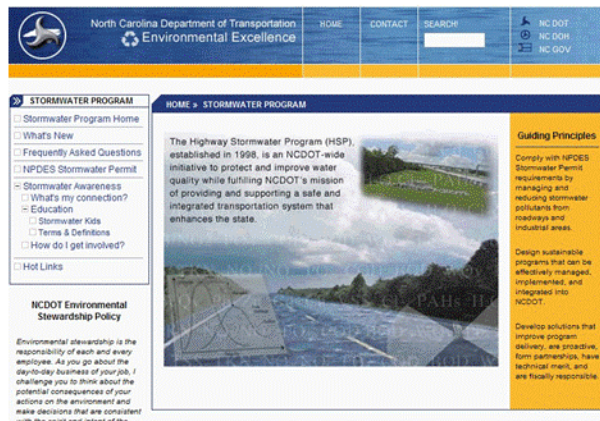 North Carolina Department of Transportation
Environmental Excellence
HOME
CONTACT
SEARCH!
NC DOT
NC DOH
NC GOV
STORMWATER PROGRAM
Stormwater Program Home
What's New
Frequently Asked Questions
NPDES Stormwater Permit
Stormwater Awareness
What's my connection?
Education
Stormwater Kids
Terms & Definitions
How do I get involved?
Hot Links
NCDOT Environmental
Stewardship Policy
Environmental stewardship is the
responsibility of each and every
employee. As you go about the
day-to-day business of your job, I
challenge you to think about the
potential consequences of your
actions on the environment and
make decisions that are consistent
HOME » STORMWATER PROGRAM
The Highway Stormwater Program (HSP),
established in 1998, is an NCDOT-wide
initiative to protect and improve water
quality while fulfilling NCDOT's mission
of providing and supporting a safe and
integrated transportation system that
enhances the state.
PAHs
Guiding Principles
Comply with NPDES
Stormwater Permit
requirements by
managing and
reducing stormwater
pollutants from
roadways and
industrial areas.
Design sustainable
programs that can be
effectively managed,
implemented, and
integrated into
NCDOT.
Develop solutions that
improve program
delivery, are proactive,
form partnerships, have
technical merit, and
are fiscally responsible.